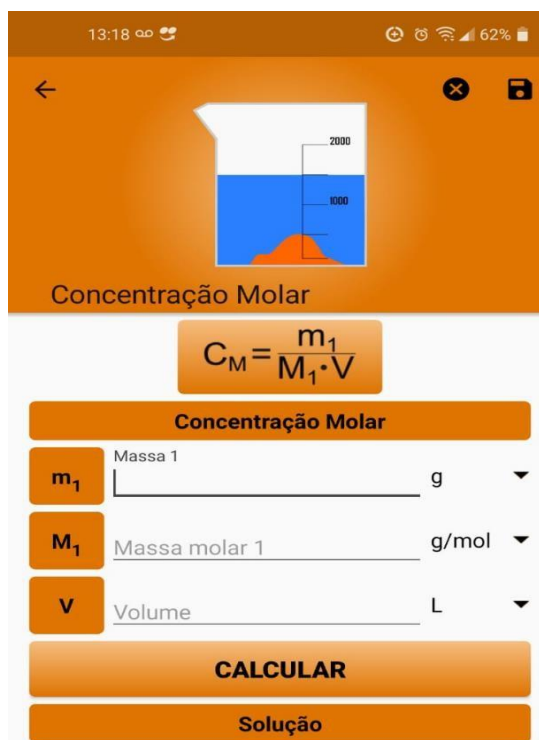 13:18 62%
2000
1000
Concentração Molar
C_M = m₁ / M₁·V
Concentração Molar
Massa 1
m₁ g
M₁ Massa molar 1 g/mol
V Volume L
CALCULAR
Solução